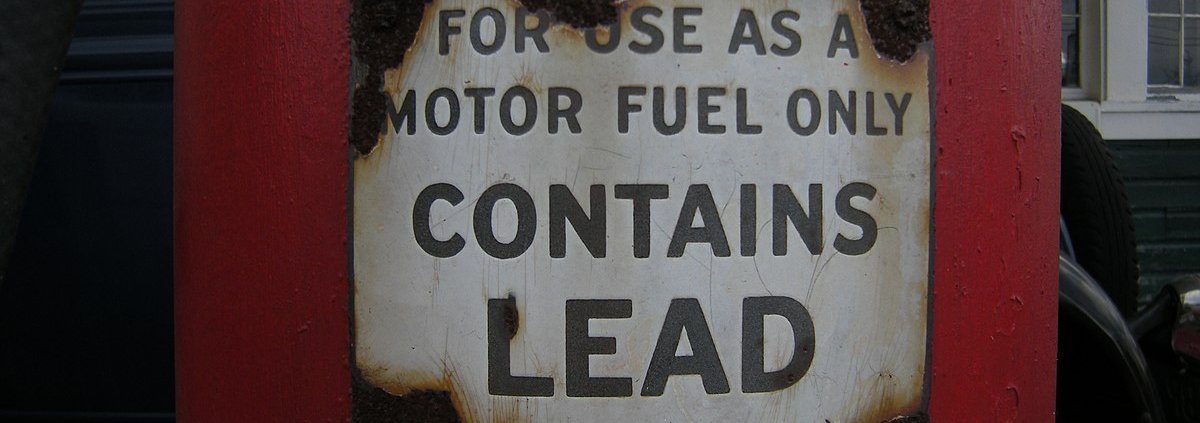 FOR USE AS A
MOTOR FUEL ONLY
CONTAINS
LEAD